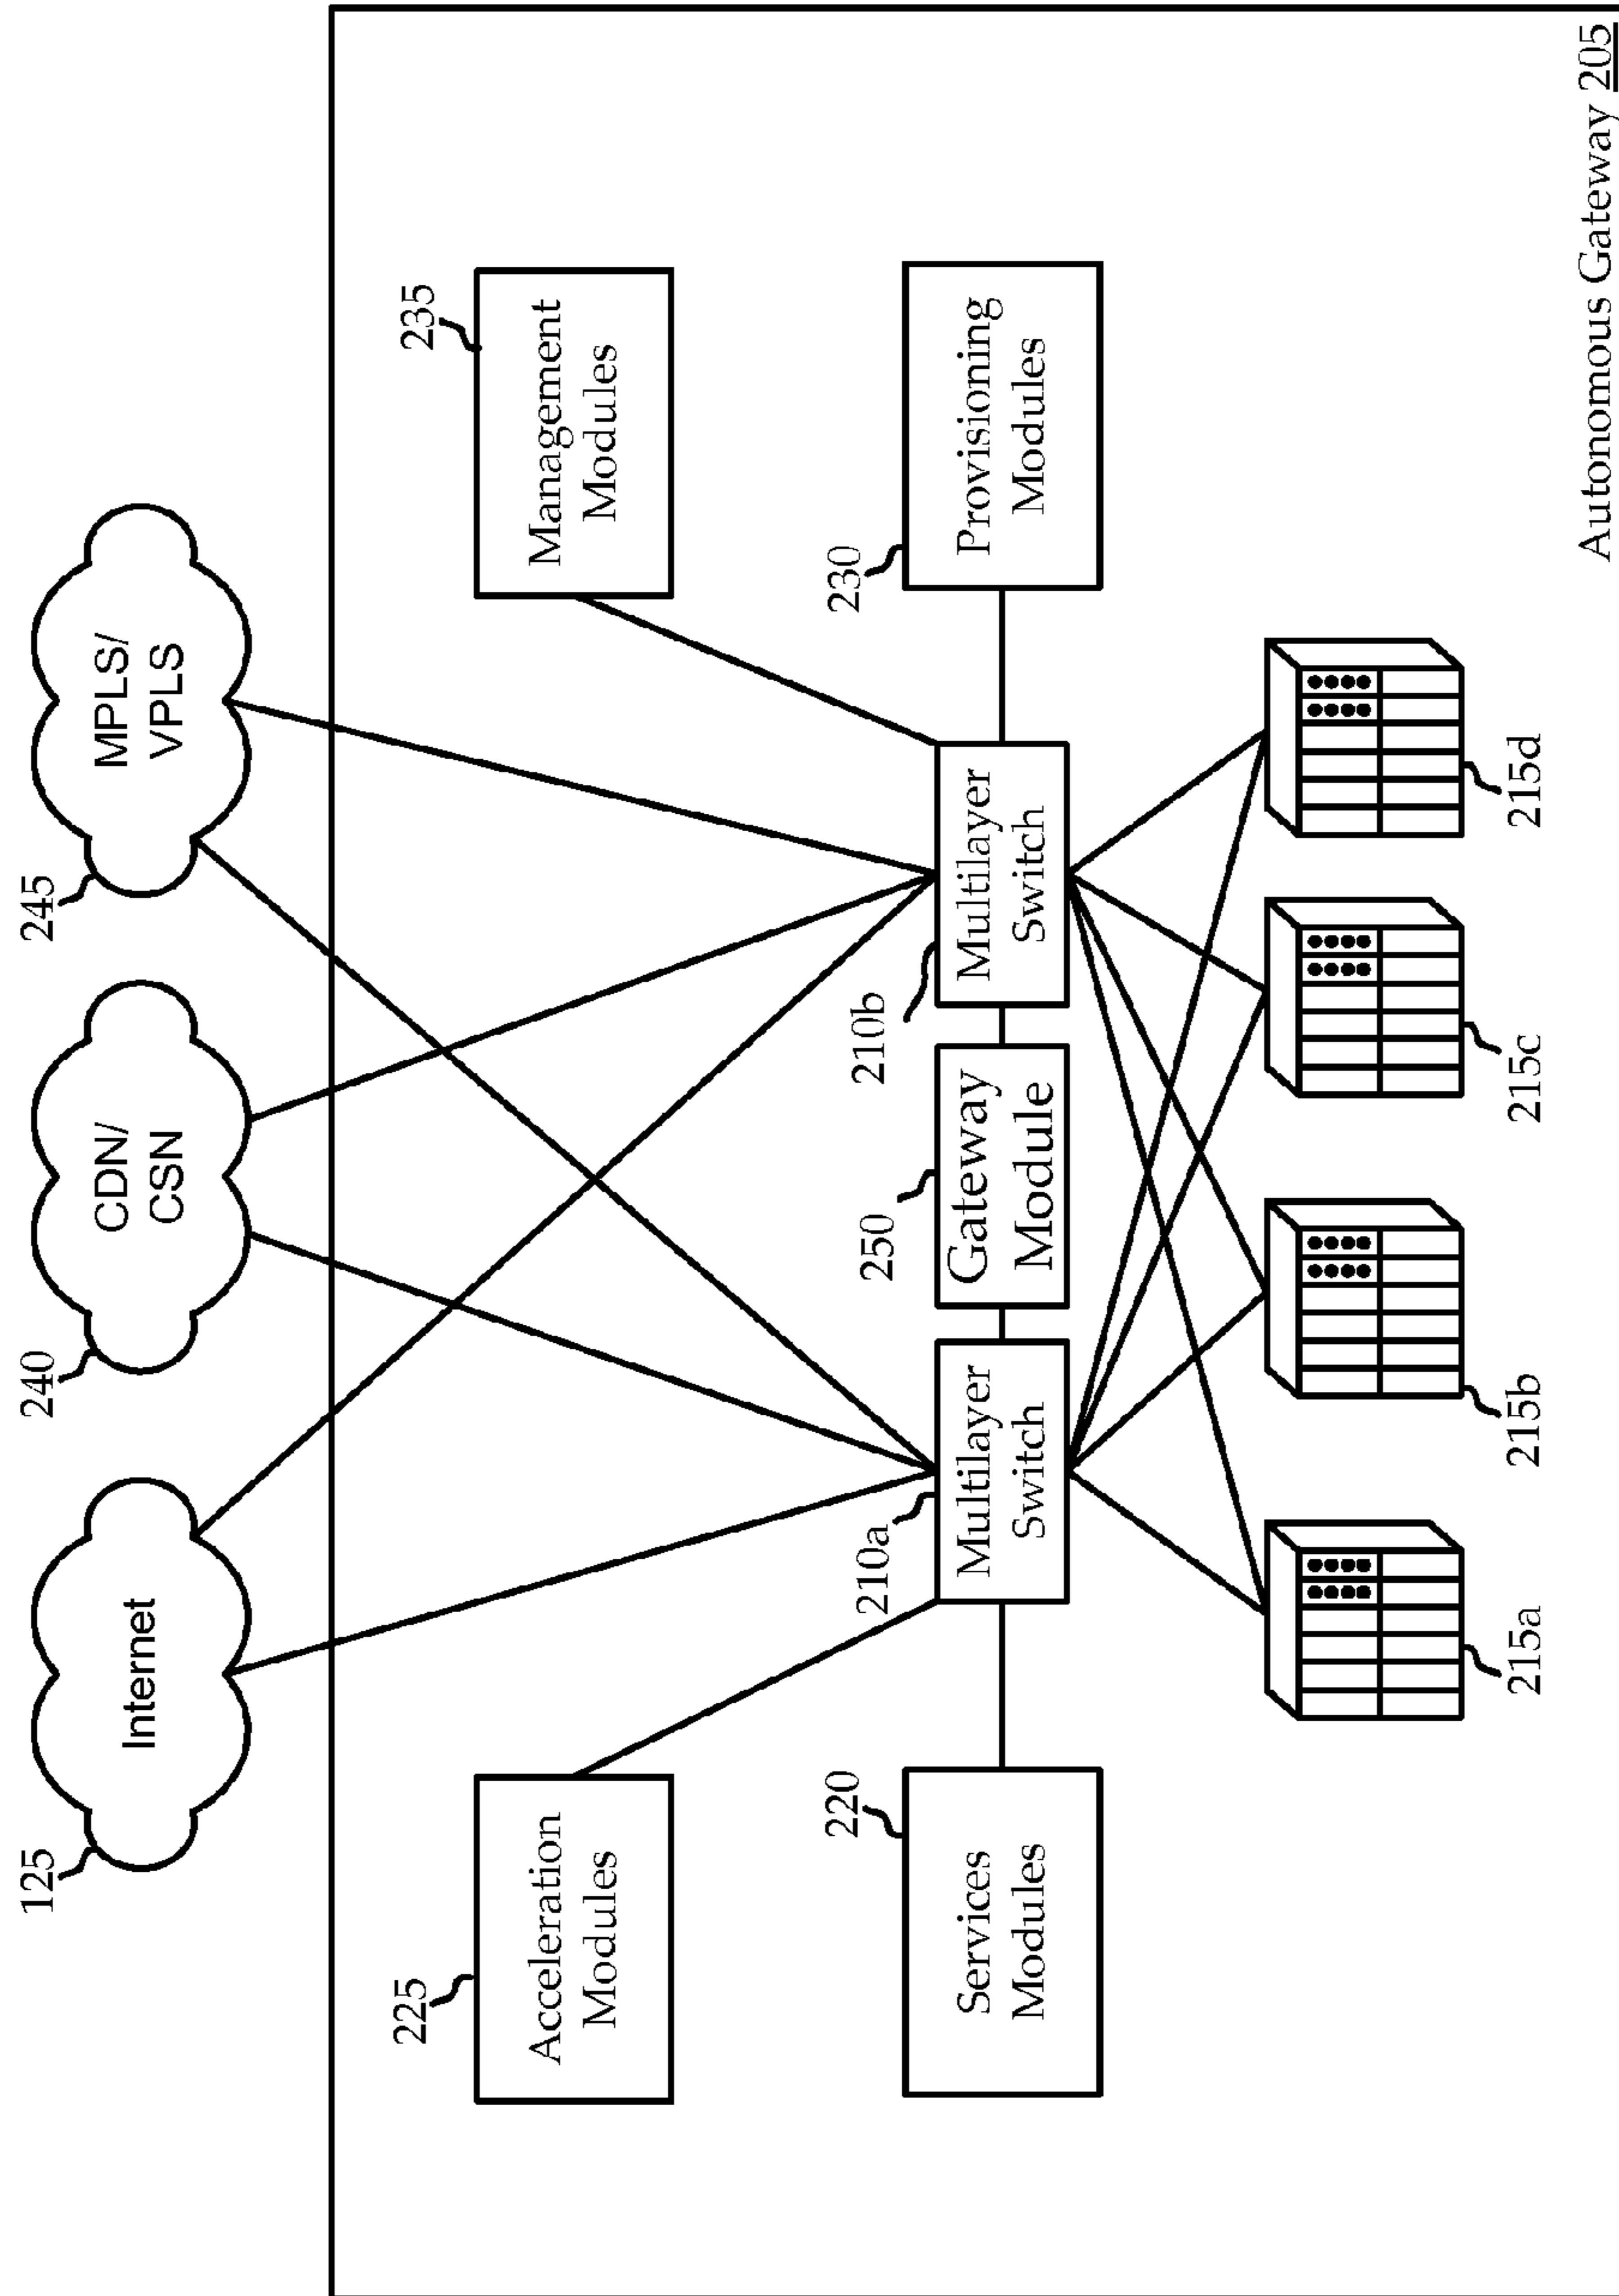 125
Internet
240
CDN/
CSN
245
MPLS/
VPLS
225
Acceleration
Modules
235
Management
Modules
220
Services
Modules
210a
Multilayer
Switch
250
Gateway
Module
210b
Multilayer
Switch
230
Provisioning
Modules
215a
215b
215c
215d
Autonomous Gateway 205